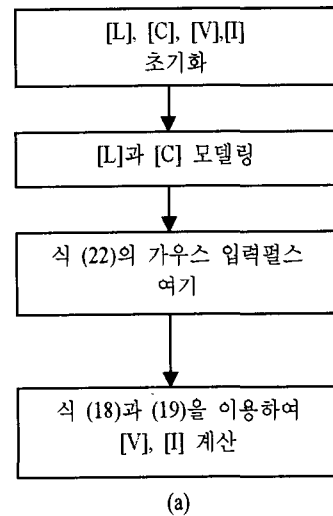 [L], [C], [V],[I]
초기화
[L]과 [C] 모델링
식 (22)의 가우스 입력펄스
여기
식 (18)과 (19)을 이용하여
[V], [I] 계산
(a)